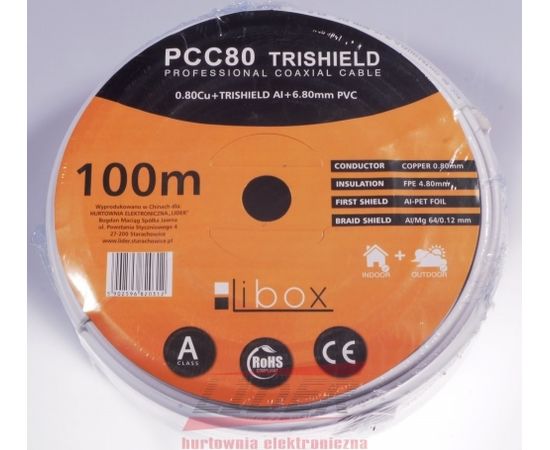 PCC80 TRISHIELD
PROFESSIONAL COAXIAL CABLE
0.80Cu+TRISHIELD Al+6.80mm PVC
100m
Wyprodukowano w Chinach dla
HURTOWNIA ELEKTRONICZNA „LIDER”
Bogdan Maciąg Spółka Jawna
ul. Powstania Styczniowego 4
27-200 Starachowice
www.lider.starachowice.pl
5902596820312
CONDUCTOR COPPER 0.80mm
INSULATION FPE 4.80mm
FIRST SHIELD Al-PET FOIL
BRAID SHIELD Al/Mg 64/0.12 mm
INDOOR + OUTDOOR
Libox
A
CLASS
RoHS
COMPLIANT
CE
LIDER
hurtownia elektroniczna